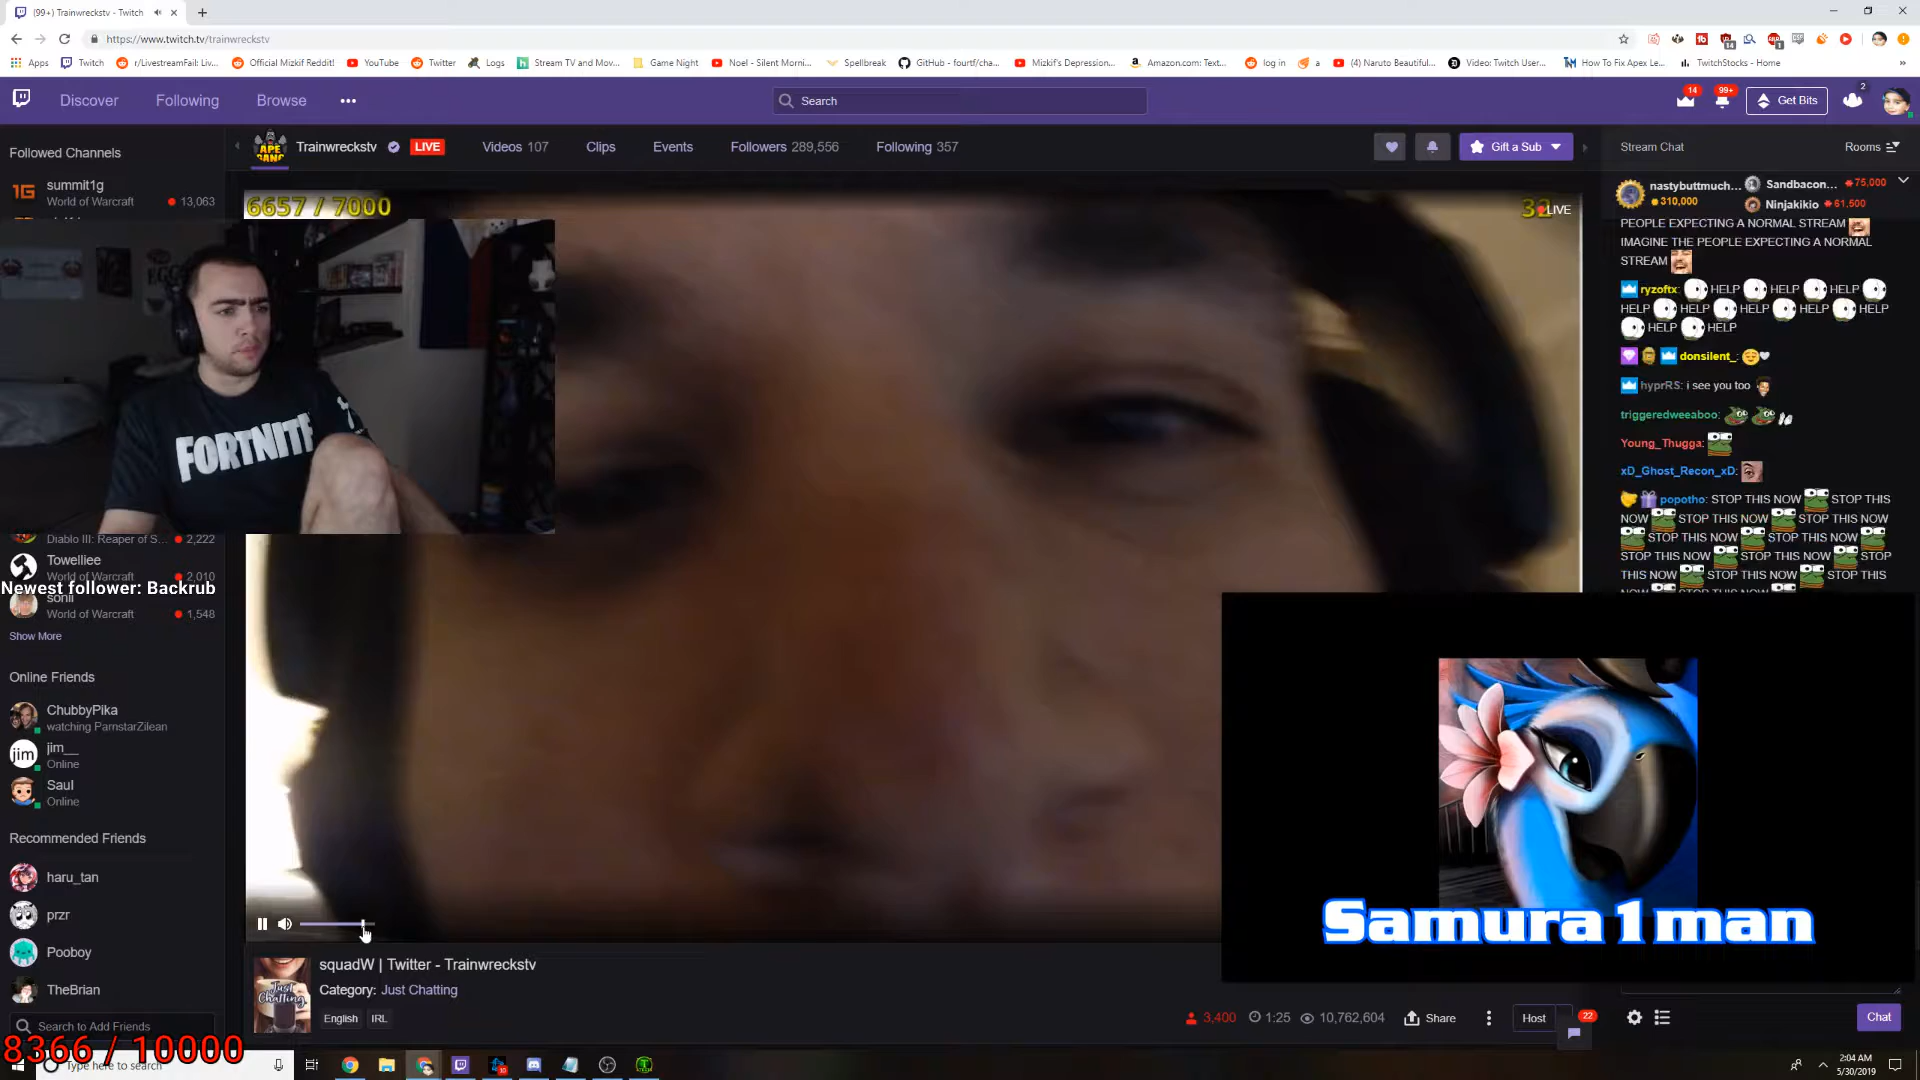 (99+) Trainwreckstv - Twitch
https://www.twitch.tv/trainwreckstv
Apps Twitch r/LivestreamFail: Liv... Official Mizkif Reddit! YouTube Twitter Logs Stream TV and Mov... Game Night Noel - Silent Morni... Spellbreak GitHub - fourtf/cha... Mizkif's Depression... Amazon.com: Text... log in a (4) Naruto Beautiful... Video: Twitch User... How To Fix Apex Le... TwitchStocks - Home
Discover Following Browse Search 14 99+ Get Bits 2
Followed Channels
summit1g
World of Warcraft 13,063
Trainwreckstv LIVE Videos 107 Clips Events Followers 289,556 Following 357 Gift a Sub
6657 / 7000
LIVE
FORTNITE
Diablo III: Reaper of S... 2,222
Towelliee
World of Warcraft 2,010
Newest follower: Backrub
sonii
World of Warcraft 1,548
Show More
Online Friends
ChubbyPika
watching ParnstarZilean
jim__
Online
Saul
Online
Recommended Friends
haru_tan
przr
Pooboy
TheBrian
Search to Add Friends
8366 / 10000
Type here to search
squadW | Twitter - Trainwreckstv
Category: Just Chatting
English IRL
3,400 1:25 10,762,604 Share Host 22
Samura 1 man
Stream Chat Rooms
nastybuttmuch... 310,000
Sandbacon... 75,000
Ninjakikio 61,500
PEOPLE EXPECTING A NORMAL STREAM
IMAGINE THE PEOPLE EXPECTING A NORMAL
STREAM
ryzoftx: HELP HELP HELP
HELP HELP HELP HELP HELP
HELP HELP
donsilent_:
hyprRS: i see you too
triggeredweeaboo:
Young_Thugga:
xD_Ghost_Recon_xD:
popotho: STOP THIS NOW STOP THIS
NOW STOP THIS NOW STOP THIS NOW
STOP THIS NOW STOP THIS NOW
STOP THIS NOW STOP THIS NOW STOP
THIS NOW STOP THIS NOW STOP THIS
Chat
2:04 AM
5/30/2019